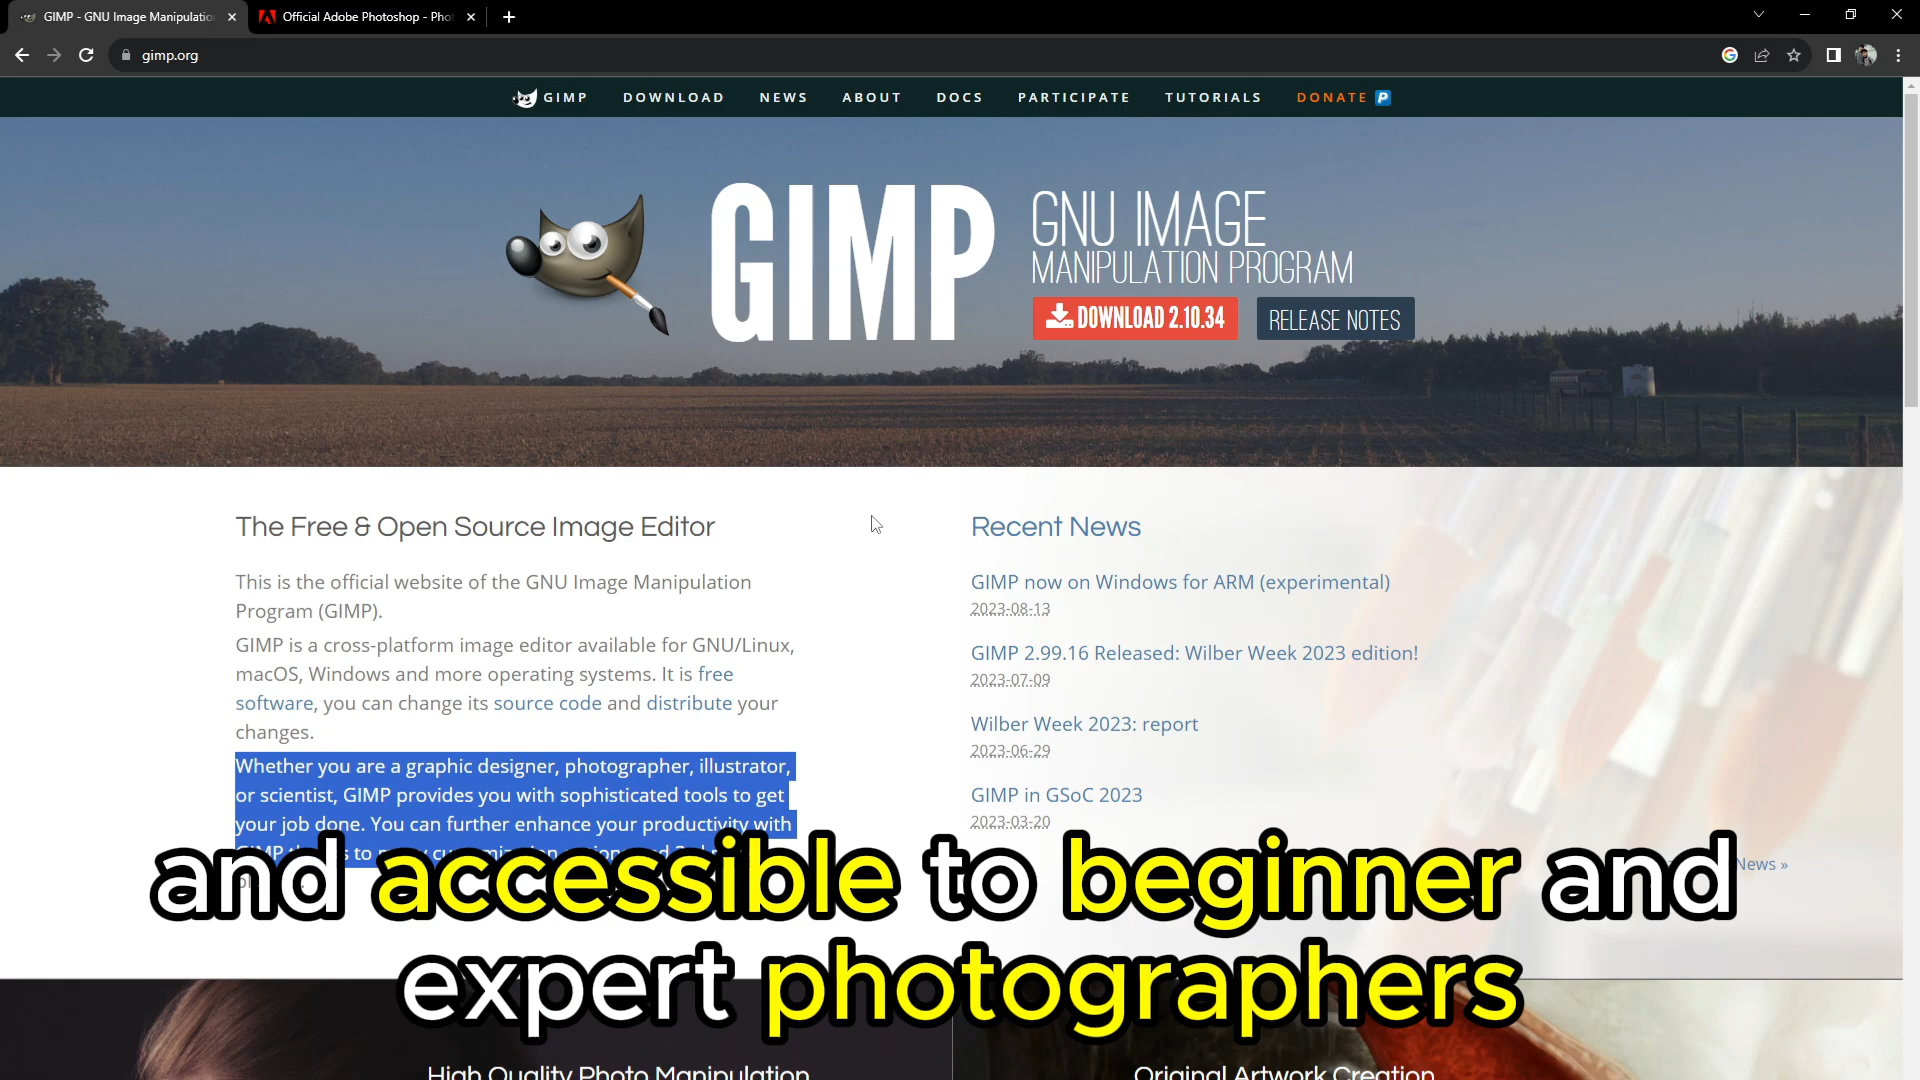 GIMP - GNU Image Manipulatio
Official Adobe Photoshop - Pho
gimp.org
GIMP DOWNLOAD NEWS ABOUT DOCS PARTICIPATE TUTORIALS DONATE
GIMP
GNU IMAGE
MANIPULATION PROGRAM
DOWNLOAD 2.10.34
RELEASE NOTES
The Free & Open Source Image Editor
This is the official website of the GNU Image Manipulation
Program (GIMP).
GIMP is a cross-platform image editor available for GNU/Linux,
macOS, Windows and more operating systems. It is free
software, you can change its source code and distribute your
changes.
Whether you are a graphic designer, photographer, illustrator,
or scientist, GIMP provides you with sophisticated tools to get
your job done. You can further enhance your productivity with
GIMP
Recent News
GIMP now on Windows for ARM (experimental)
2023-08-13
GIMP 2.99.16 Released: Wilber Week 2023 edition!
2023-07-09
Wilber Week 2023: report
2023-06-29
GIMP in GSoC 2023
2023-03-20
News »
and accessible to beginner and
expert photographers
High Quality Photo Manipulation
Original Artwork Creation